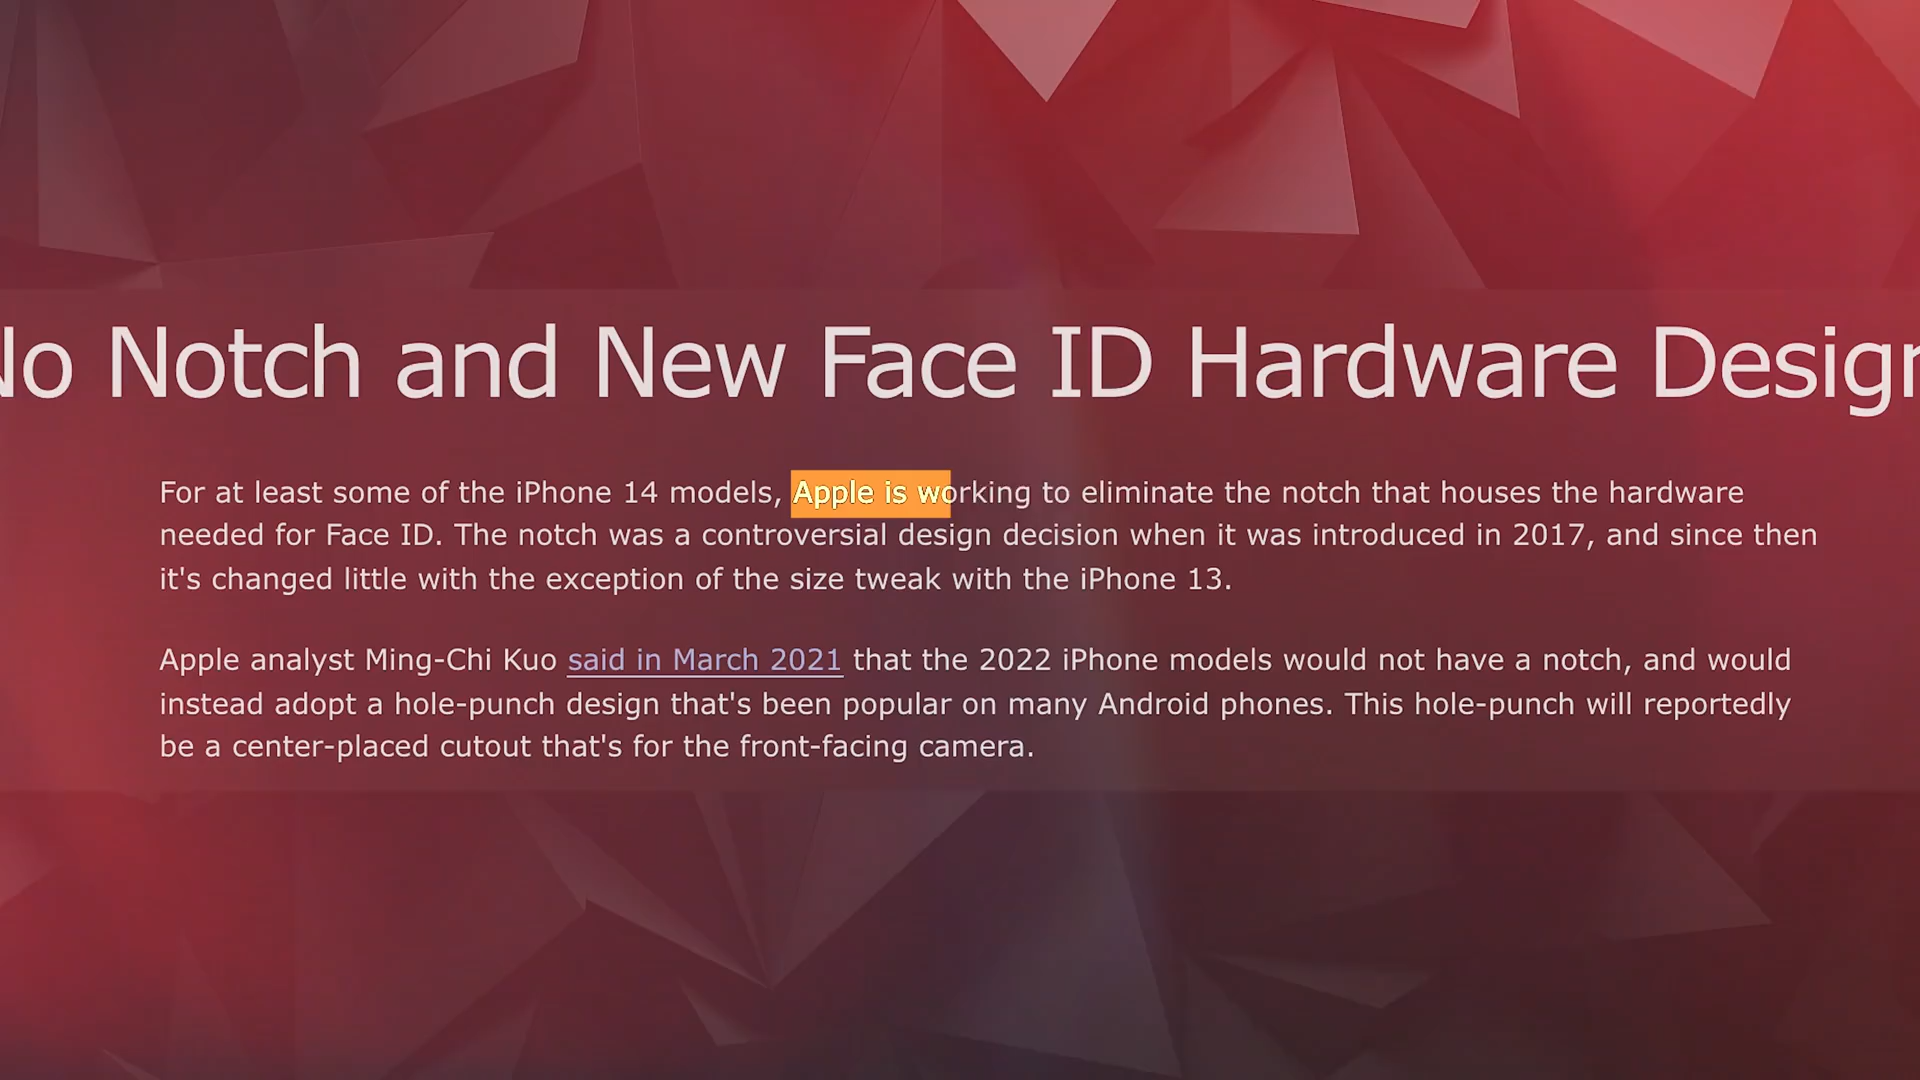 No Notch and New Face ID Hardware Design
For at least some of the iPhone 14 models, Apple is working to eliminate the notch that houses the hardware
needed for Face ID. The notch was a controversial design decision when it was introduced in 2017, and since then
it's changed little with the exception of the size tweak with the iPhone 13.
Apple analyst Ming-Chi Kuo said in March 2021 that the 2022 iPhone models would not have a notch, and would
instead adopt a hole-punch design that's been popular on many Android phones. This hole-punch will reportedly
be a center-placed cutout that's for the front-facing camera.